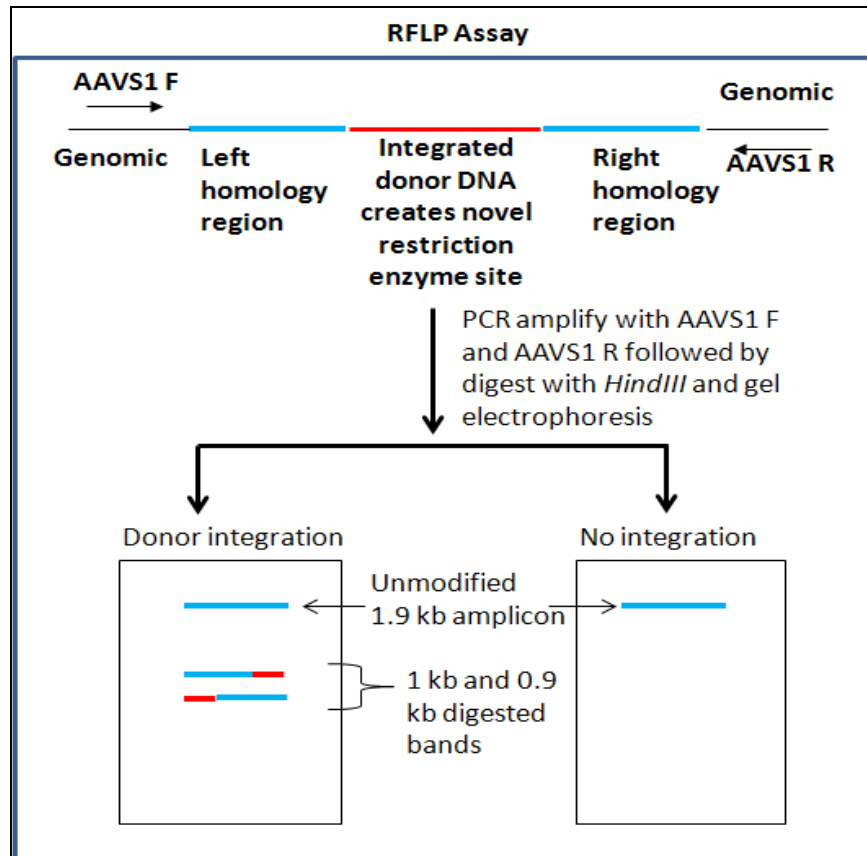 RFLP Assay
AAVS1 F
Genomic
Genomic
AAVS1 R
Left
homology
region
Integrated
donor DNA
creates novel
restriction
enzyme site
Right
homology
region
PCR amplify with AAVS1 F
and AAVS1 R followed by
digest with HindIII and gel
electrophoresis
Donor integration
No integration
Unmodified
1.9 kb amplicon
1 kb and 0.9
kb digested
bands